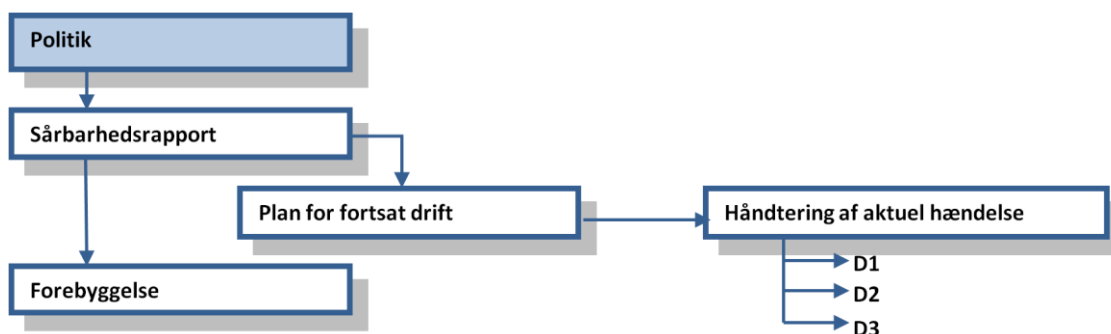 Politik
Sårbarhedsrapport
Plan for fortsat drift
Håndtering af aktuel hændelse
D1
D2
D3
Forebyggelse